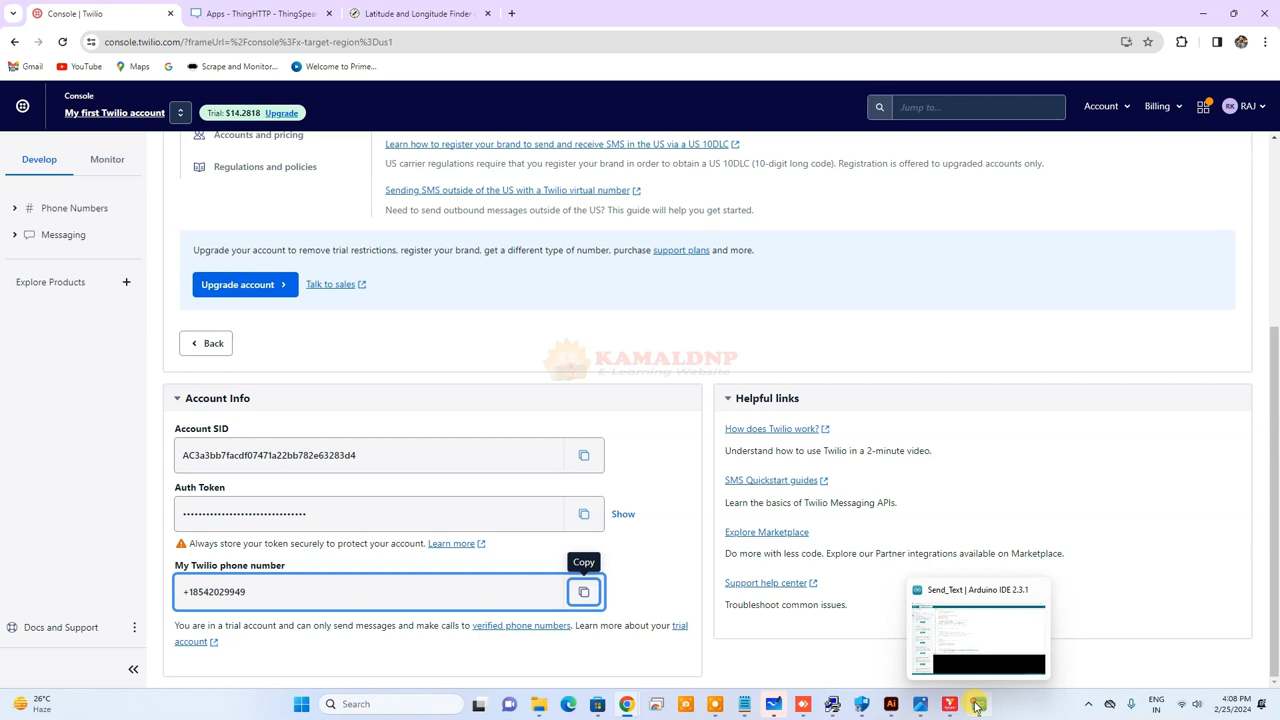 Console | Twilio
Apps - ThingHTTP - ThingSpeak
Latitude and Longitude Finder
console.twilio.com/?frameUrl=%2Fconsole%3Fx-target-region%3Dus1
Gmail
YouTube
Maps
Scrape and Monitor...
Welcome to Prime...
Console
My first Twilio account
Trial: $14.2818 Upgrade
Jump to...
Account
Billing
RK RAJ
Develop
Monitor
Phone Numbers
Messaging
Explore Products
Docs and Support
Accounts and pricing
Regulations and policies
Learn how to register your brand to send and receive SMS in the US via a US 10DLC
US carrier regulations require that you register your brand in order to obtain a US 10DLC (10-digit long code). Registration is offered to upgraded accounts only.
Sending SMS outside of the US with a Twilio virtual number
Need to send outbound messages outside of the US? This guide will help you get started.
Upgrade your account to remove trial restrictions, register your brand, get a different type of number, purchase support plans and more.
Upgrade account
Talk to sales
Back
KAMALDNP
E-Learning Website
Account Info
Account SID
AC3a3bb7facdf07471a22bb782e63283d4
Auth Token
••••••••••••••••••••••••••••••••
Show
Always store your token securely to protect your account. Learn more
Copy
My Twilio phone number
+18542029949
You are in a trial account and can only send messages and make calls to verified phone numbers. Learn more about your trial
account
Helpful links
How does Twilio work?
Understand how to use Twilio in a 2-minute video.
SMS Quickstart guides
Learn the basics of Twilio Messaging APIs.
Explore Marketplace
Do more with less code. Explore our Partner integrations available on Marketplace.
Support help center
Troubleshoot common issues.
Send_Text | Arduino IDE 2.3.1
26°C
Haze
Search
ENG
IN
4:08 PM
2/25/2024